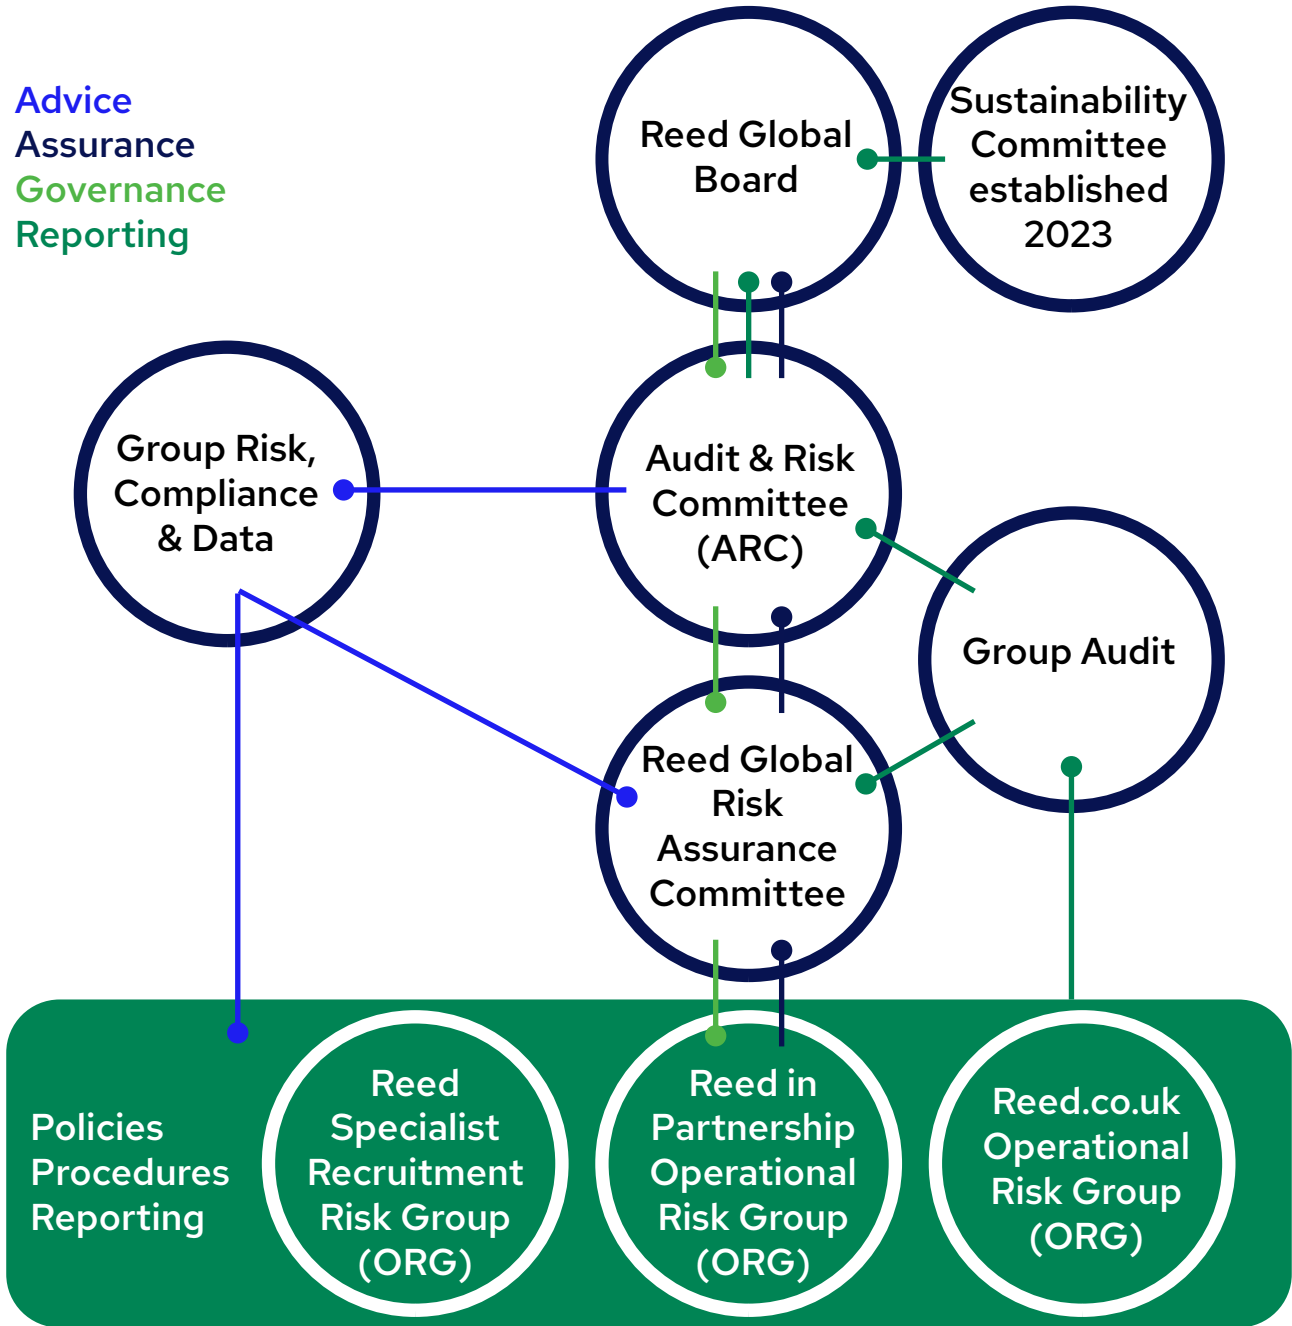 Advice
Assurance
Governance
Reporting
Reed Global
Board
Sustainability
Committee
established
2023
Group Risk,
Compliance
& Data
Audit & Risk
Committee
(ARC)
Group Audit
Reed Global
Risk
Assurance
Committee
Policies
Procedures
Reporting
Reed
Specialist
Recruitment
Risk Group
(ORG)
Reed in
Partnership
Operational
Risk Group
(ORG)
Reed.co.uk
Operational
Risk Group
(ORG)